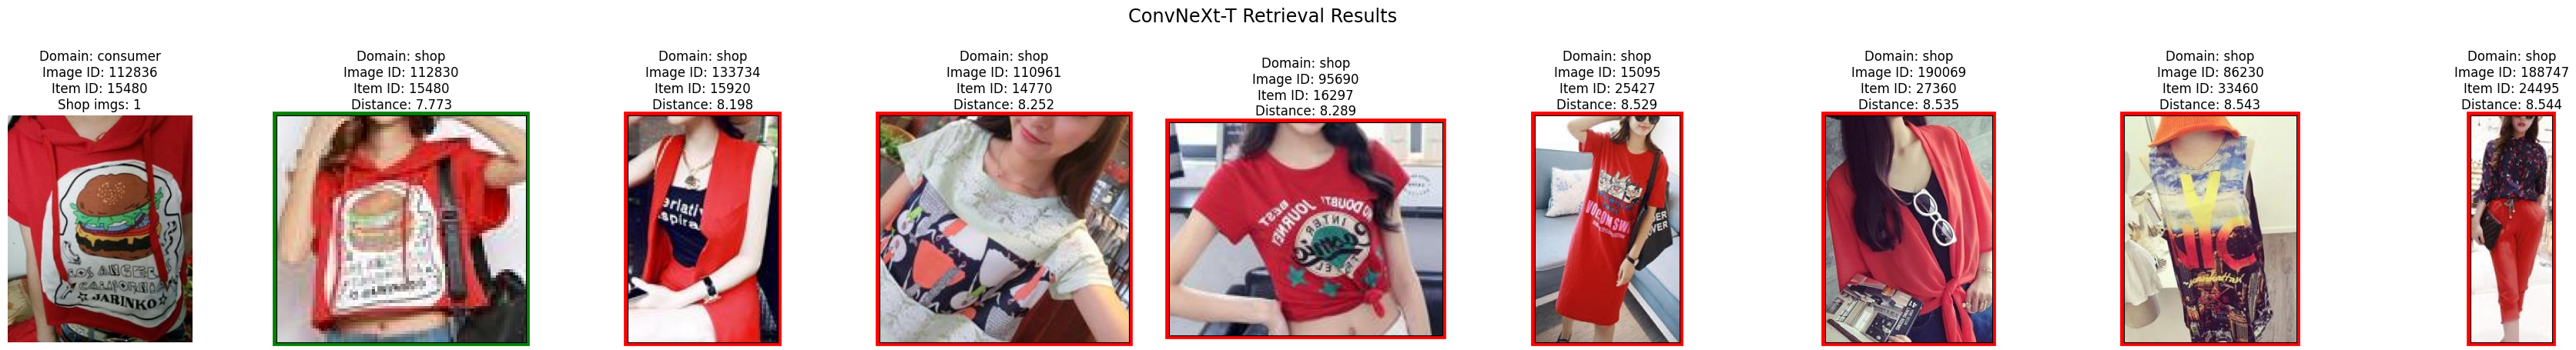 ConvNeXt-T Retrieval Results
Domain: consumer
Image ID: 112836
Item ID: 15480
Shop imgs: 1
LOS ANGELES
CALIFORNIA
JARINKO
Domain: shop
Image ID: 112830
Item ID: 15480
Distance: 7.773
Domain: shop
Image ID: 133734
Item ID: 15920
Distance: 8.198
Domain: shop
Image ID: 110961
Item ID: 14770
Distance: 8.252
Domain: shop
Image ID: 95690
Item ID: 16297
Distance: 8.289
BEST
JOURNEY
DOUBT
INTER
Domain: shop
Image ID: 15095
Item ID: 25427
Distance: 8.529
Domain: shop
Image ID: 190069
Item ID: 27360
Distance: 8.535
Domain: shop
Image ID: 86230
Item ID: 33460
Distance: 8.543
Domain: shop
Image ID: 188747
Item ID: 24495
Distance: 8.544